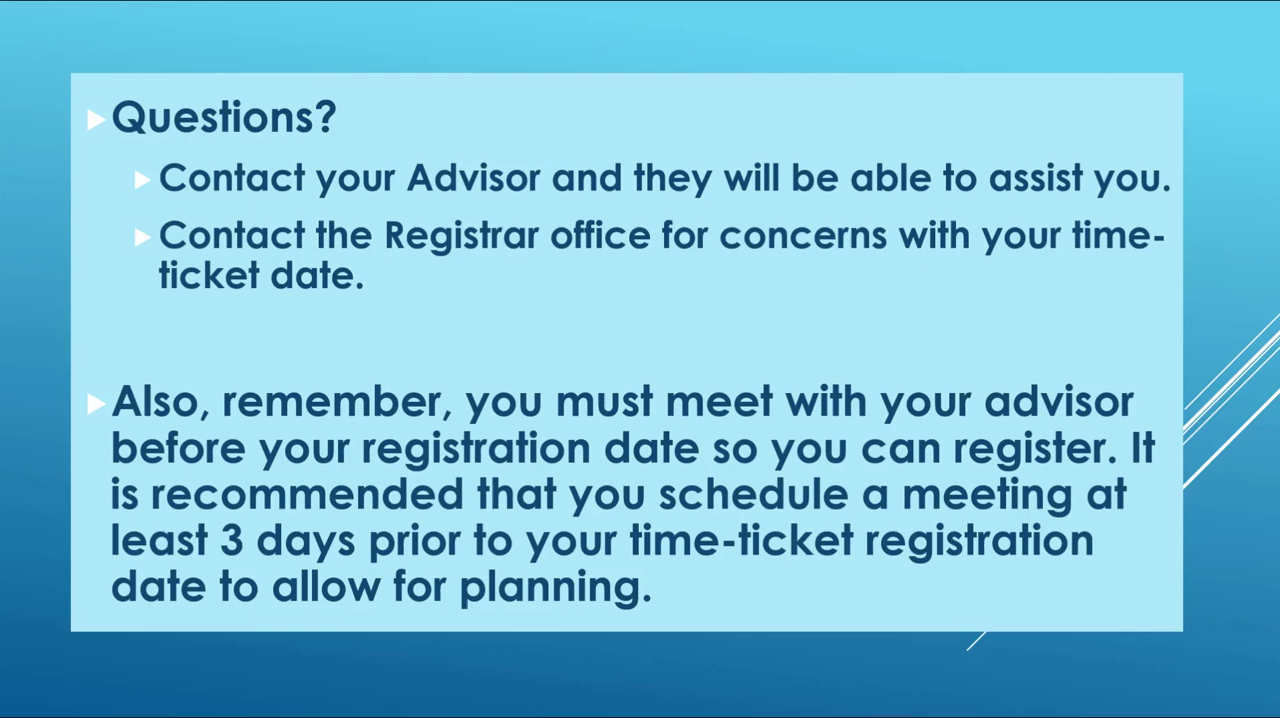 Questions?
Contact your Advisor and they will be able to assist you.
Contact the Registrar office for concerns with your time-
ticket date.
Also, remember, you must meet with your advisor
before your registration date so you can register. It
is recommended that you schedule a meeting at
least 3 days prior to your time-ticket registration
date to allow for planning.